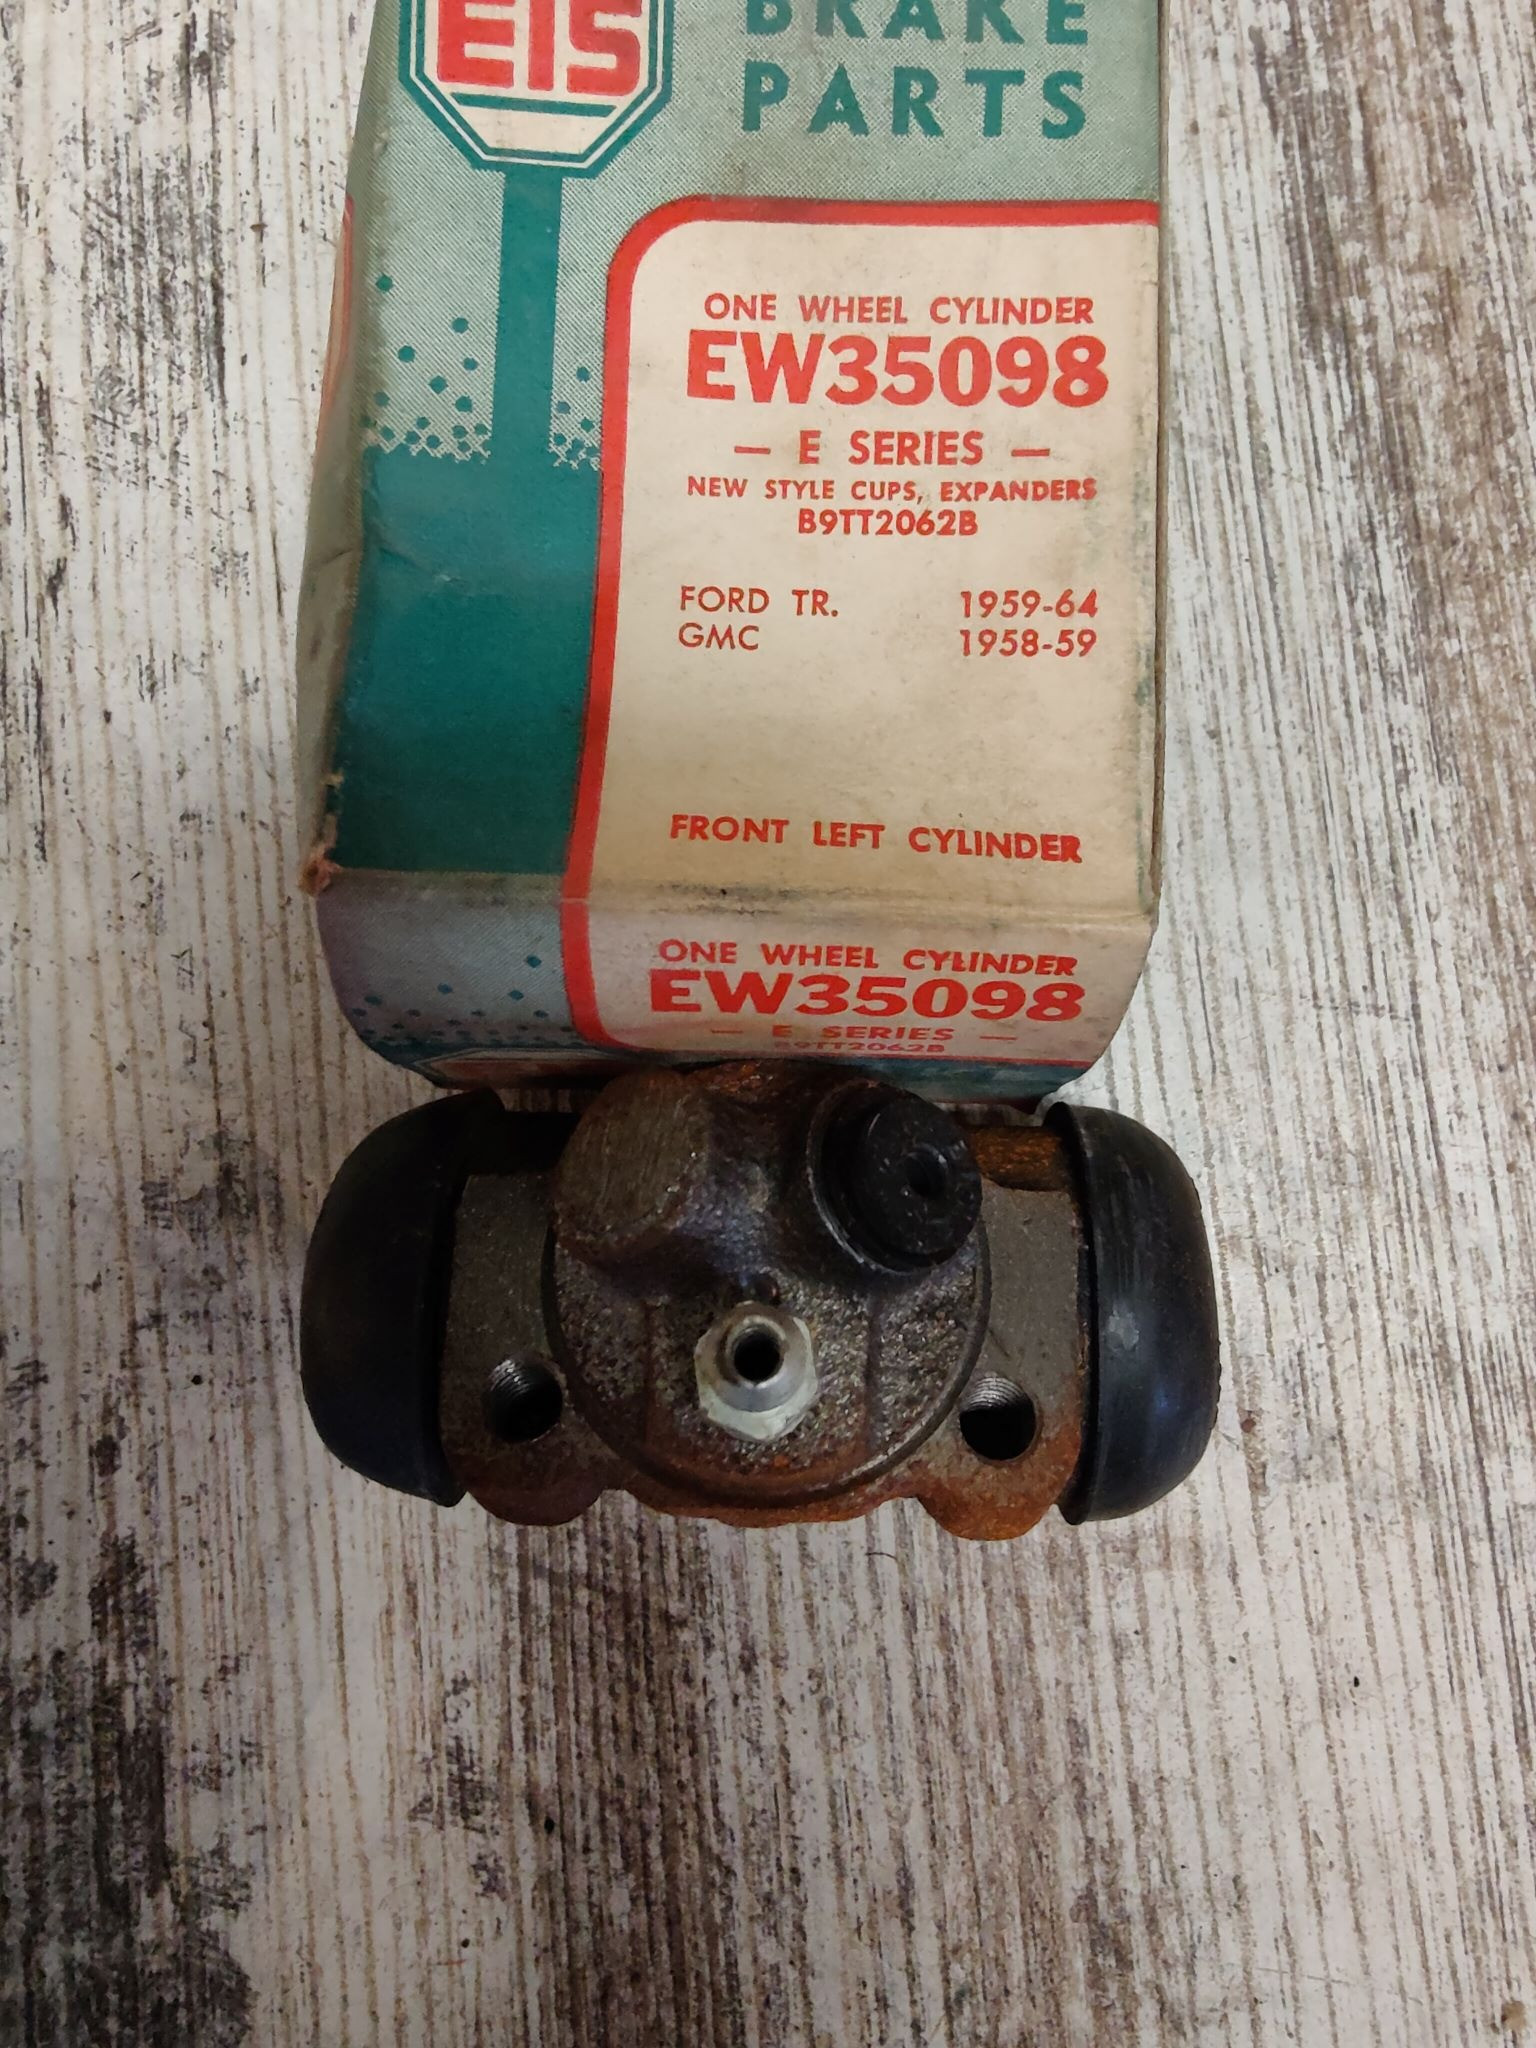 EIS
BRAKE
PARTS
ONE WHEEL CYLINDER
EW35098
— E SERIES —
NEW STYLE CUPS, EXPANDERS
B9TT2062B
FORD TR. 1959-64
GMC 1958-59
FRONT LEFT CYLINDER
ONE WHEEL CYLINDER
EW35098
— E SERIES —
B9TT2062B